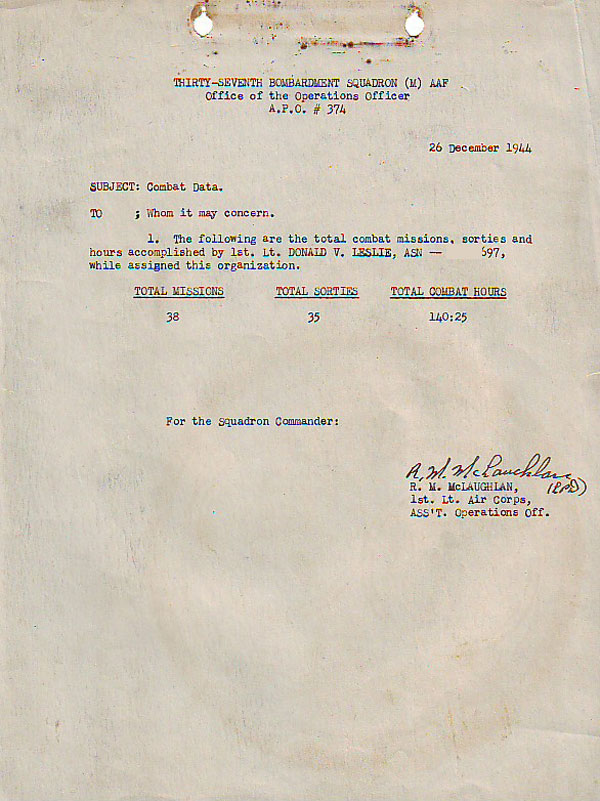 THIRTY-SEVENTH BOMBARDMENT SQUADRON (M) AAF
Office of the Operations Officer
A.P.O. # 374
26 December 1944
SUBJECT: Combat Data.
TO ; Whom it may concern.
1. The following are the total combat missions, sorties and
hours accomplished by 1st. Lt. DONALD V. LESLIE, ASN — 597,
while assigned this organization.
TOTAL MISSIONS TOTAL SORTIES TOTAL COMBAT HOURS
38 35 140:25
For the Squadron Commander:
R. M. McLauchlan
R. M. McLAUGHLAN,
1st. Lt. Air Corps,
ASS'T. Operations Off.